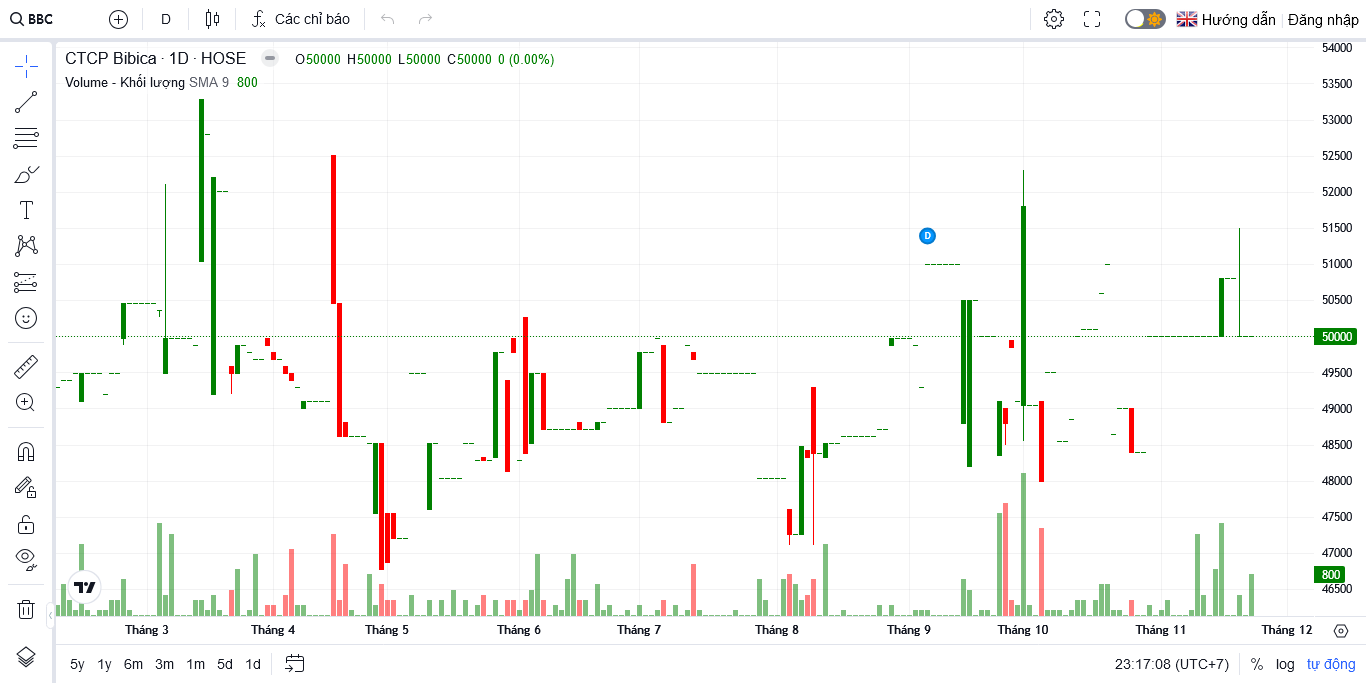 BBC D Các chỉ báo Hướng dẫn Đăng nhập
CTCP Bibica · 1D · HOSE O50000 H50000 L50000 C50000 0 (0.00%)
Volume - Khối lượng SMA 9 800
54000
53500
53000
52500
52000
51500
D
51000
50500
50000
49500
49000
48500
48000
47500
47000
800
46500
Tháng 3 Tháng 4 Tháng 5 Tháng 6 Tháng 7 Tháng 8 Tháng 9 Tháng 10 Tháng 11 Tháng 12
5y 1y 6m 3m 1m 5d 1d 23:17:08 (UTC+7) % log tự động